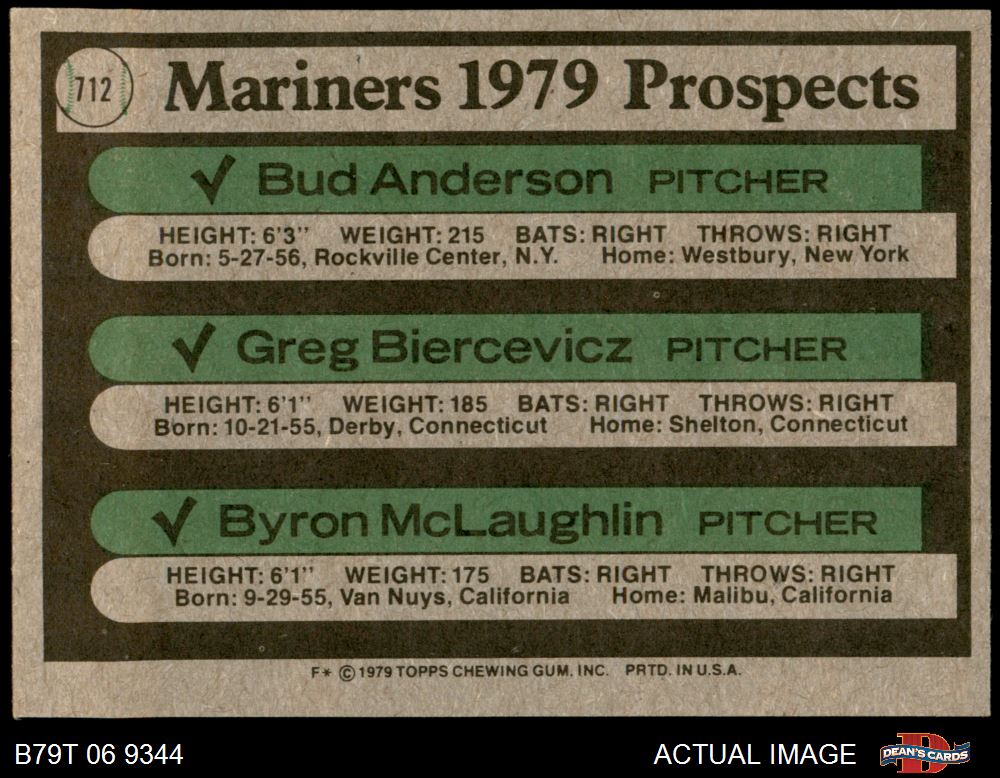 712
Mariners 1979 Prospects
Bud Anderson PITCHER
HEIGHT: 6'3" WEIGHT: 215 BATS: RIGHT THROWS: RIGHT
Born: 5-27-56, Rockville Center, N.Y. Home: Westbury, New York
Greg Biercevicz PITCHER
HEIGHT: 6'1" WEIGHT: 185 BATS: RIGHT THROWS: RIGHT
Born: 10-21-55, Derby, Connecticut Home: Shelton, Connecticut
Byron McLaughlin PITCHER
HEIGHT: 6'1" WEIGHT: 175 BATS: RIGHT THROWS: RIGHT
Born: 9-29-55, Van Nuys, California Home: Malibu, California
F* © 1979 TOPPS CHEWING GUM, INC. PRTD. IN U.S.A.
B79T 06 9344 ACTUAL IMAGE
D
DEAN'S CARDS